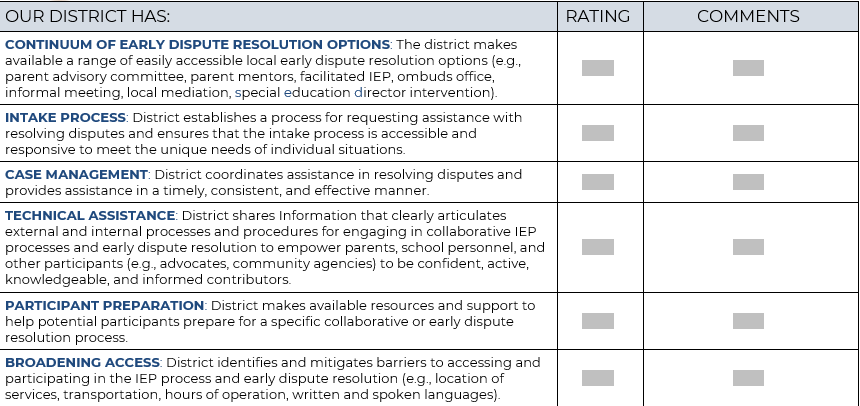 OUR DISTRICT HAS: RATING COMMENTS
CONTINUUM OF EARLY DISPUTE RESOLUTION OPTIONS: The district makes
available a range of easily accessible local early dispute resolution options (e.g.,
parent advisory committee, parent mentors, facilitated IEP, ombuds office,
informal meeting, local mediation, special education director intervention).
INTAKE PROCESS: District establishes a process for requesting assistance with
resolving disputes and ensures that the intake process is accessible and
responsive to meet the unique needs of individual situations.
CASE MANAGEMENT: District coordinates assistance in resolving disputes and
provides assistance in a timely, consistent, and effective manner.
TECHNICAL ASSISTANCE: District shares Information that clearly articulates
external and internal processes and procedures for engaging in collaborative IEP
processes and early dispute resolution to empower parents, school personnel, and
other participants (e.g., advocates, community agencies) to be confident, active,
knowledgeable, and informed contributors.
PARTICIPANT PREPARATION: District makes available resources and support to
help potential participants prepare for a specific collaborative or early dispute
resolution process.
BROADENING ACCESS: District identifies and mitigates barriers to accessing and
participating in the IEP process and early dispute resolution (e.g., location of
services, transportation, hours of operation, written and spoken languages).